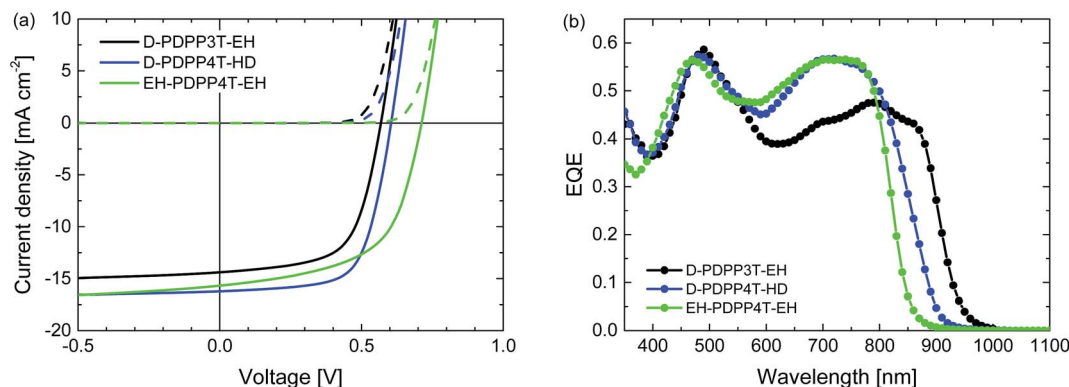 (a)
D-PDPP3T-EH
D-PDPP4T-HD
EH-PDPP4T-EH
10
5
0
-5
-10
-15
-20
Current density [mA cm⁻²]
-0.5
0.0
0.5
1.0
Voltage [V]
(b)
0.6
0.5
0.4
0.3
0.2
0.1
0.0
EQE
D-PDPP3T-EH
D-PDPP4T-HD
EH-PDPP4T-EH
400
500
600
700
800
900
1000
1100
Wavelength [nm]